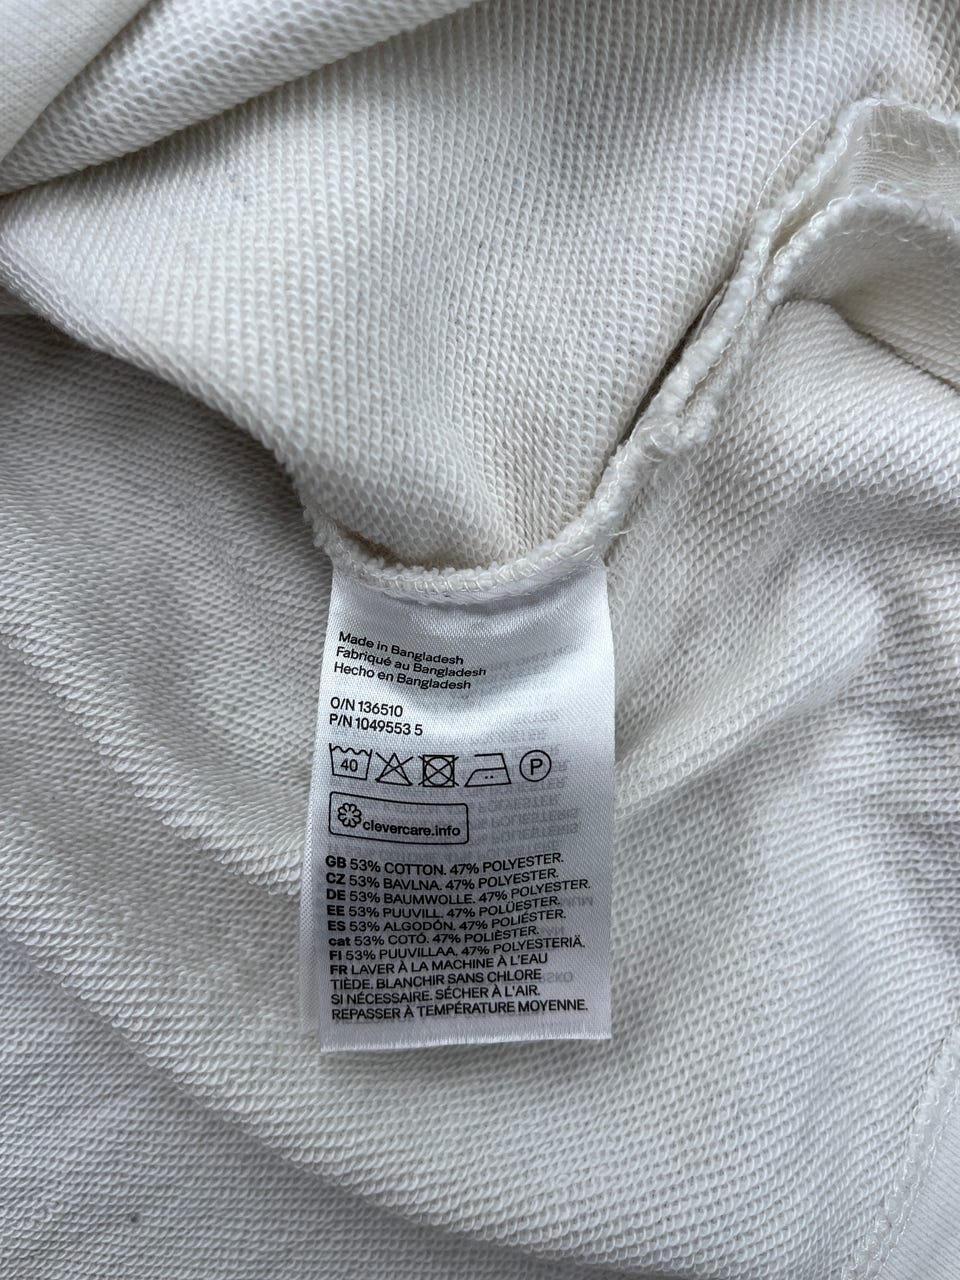 Made in Bangladesh
Fabriqué au Bangladesh
Hecho en Bangladesh
O/N 136510
P/N 1049553 5
40 P
clevercare.info
GB 53% COTTON. 47% POLYESTER.
CZ 53% BAVLNA. 47% POLYESTER.
DE 53% BAUMWOLLE. 47% POLYESTER.
EE 53% PUUVILL. 47% POLÜESTER.
ES 53% ALGODÓN. 47% POLIÉSTER.
cat 53% COTÓ. 47% POLIÈSTER.
FI 53% PUUVILLAA. 47% POLYESTERIÄ.
FR LAVER À LA MACHINE À L'EAU
TIÈDE. BLANCHIR SANS CHLORE
SI NÉCESSAIRE. SÉCHER À L'AIR.
REPASSER À TEMPÉRATURE MOYENNE.